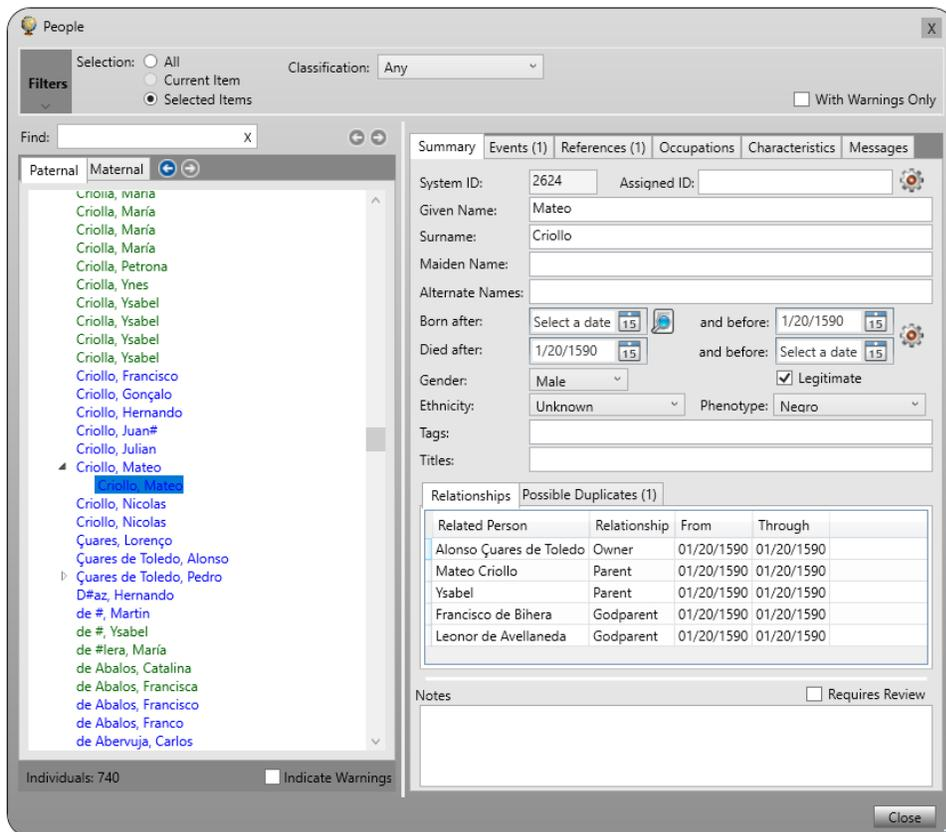 People
X
Selection: All
Current Item
Selected Items
Classification: Any
Filters
With Warnings Only
Find: X
Paternal Maternal
Criolla, María
Criolla, María
Criolla, María
Criolla, María
Criolla, Petrona
Criolla, Ynes
Criolla, Ysabel
Criolla, Ysabel
Criolla, Ysabel
Criolla, Ysabel
Criollo, Francisco
Criollo, Gonçalo
Criollo, Hernando
Criollo, Juan#
Criollo, Julian
Criollo, Mateo
Criollo, Mateo
Criollo, Nicolas
Criollo, Nicolas
Çuares, Lorenço
Çuares de Toledo, Alonso
Çuares de Toledo, Pedro
D#az, Hernando
de #, Martin
de #, Ysabel
de #lera, María
de Abalos, Catalina
de Abalos, Francisca
de Abalos, Francisco
de Abalos, Franco
de Abervuja, Carlos
Individuals: 740
Indicate Warnings
Summary Events (1) References (1) Occupations Characteristics Messages
System ID: 2624 Assigned ID:
Given Name: Mateo
Surname: Criollo
Maiden Name:
Alternate Names:
Born after: Select a date 15 and before: 1/20/1590 15
Died after: 1/20/1590 15 and before: Select a date 15
Gender: Male Legitimate
Ethnicity: Unknown Phenotype: Negro
Tags:
Titles:
Relationships Possible Duplicates (1)
Related Person Relationship From Through
Alonso Çuares de Toledo Owner 01/20/1590 01/20/1590
Mateo Criollo Parent 01/20/1590 01/20/1590
Ysabel Parent 01/20/1590 01/20/1590
Francisco de Bihera Godparent 01/20/1590 01/20/1590
Leonor de Avellaneda Godparent 01/20/1590 01/20/1590
Notes Requires Review
Close